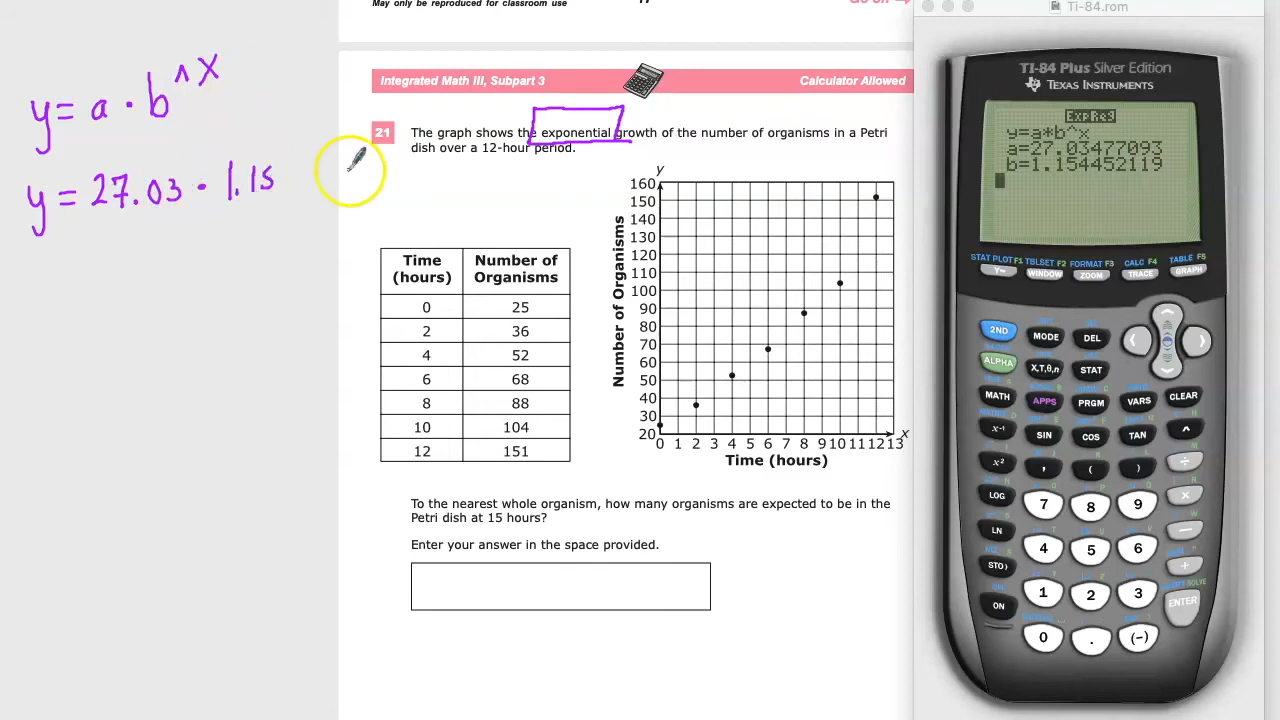 May only be reproduced for classroom use
Ti-84.rom
y= a · b ^ x
y = 27.03 · 1.15
Integrated Math III, Subpart 3
Calculator Allowed
21
The graph shows the exponential growth of the number of organisms in a Petri
dish over a 12-hour period.
Time (hours) Number of Organisms
0 25
2 36
4 52
6 68
8 88
10 104
12 151
y
160
150
140
130
120
110
100
90
80
70
60
50
40
30
20
Number of Organisms
0 1 2 3 4 5 6 7 8 9 10 11 12 13
x
Time (hours)
To the nearest whole organism, how many organisms are expected to be in the
Petri dish at 15 hours?
Enter your answer in the space provided.
TI-84 Plus Silver Edition
TEXAS INSTRUMENTS
ExpReg
y=a*b^x
a=27.03477093
b=1.154452119
STAT PLOT F1 TBLSET F2 FORMAT F3 CALC F4 TABLE F5
Y= WINDOW ZOOM TRACE GRAPH
2ND MODE DEL
ALPHA X,T,θ,n STAT
MATH APPS PRGM VARS CLEAR
x⁻¹ SIN COS TAN ^
x² , ( ) ÷
LOG 7 8 9 ×
LN 4 5 6 −
STO› 1 2 3 +
ON 0 . (−) ENTER